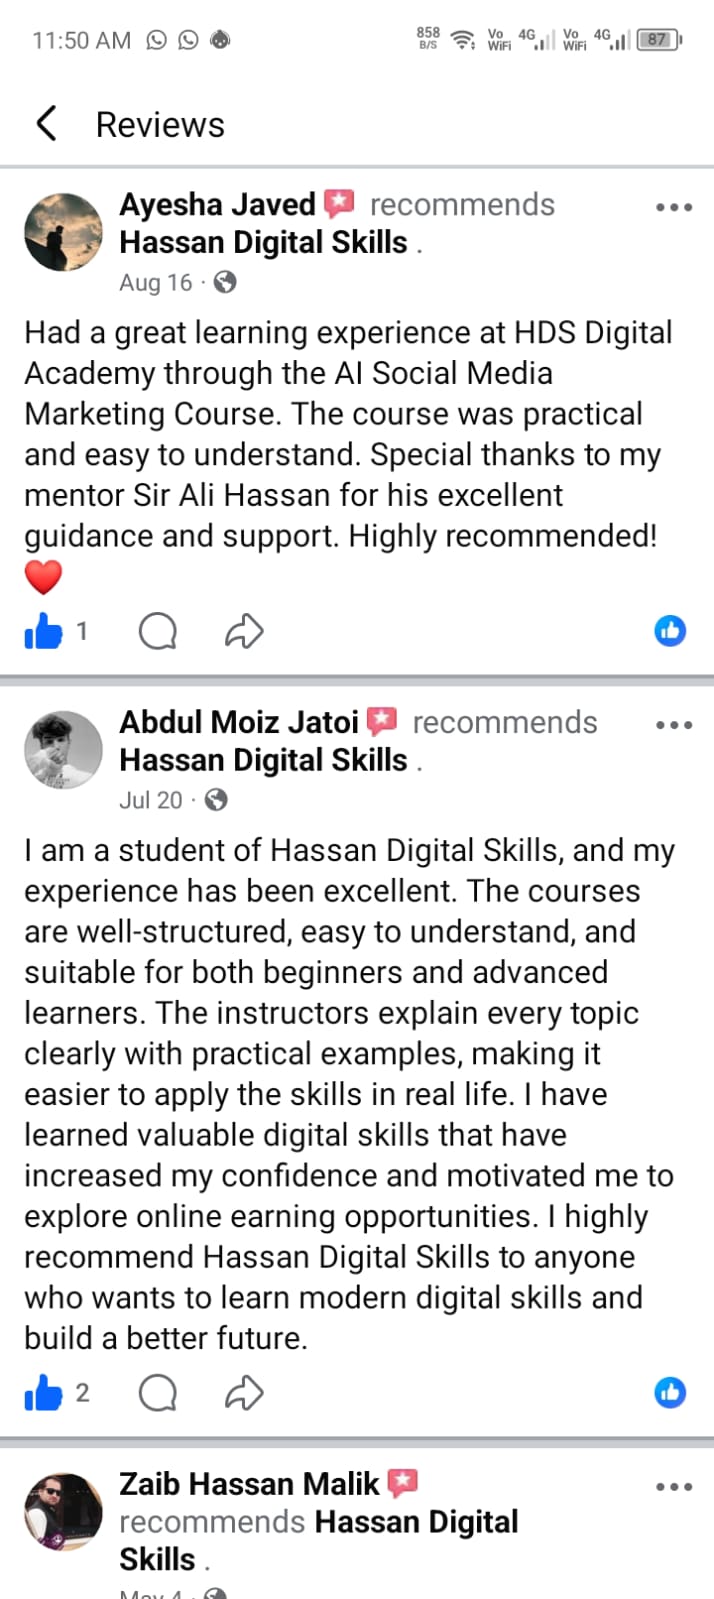 11:50 AM
858 B/S Vo WiFi 4G Vo WiFi 4G 87
Reviews
Ayesha Javed recommends
Hassan Digital Skills .
Aug 16 ·
Had a great learning experience at HDS Digital
Academy through the AI Social Media
Marketing Course. The course was practical
and easy to understand. Special thanks to my
mentor Sir Ali Hassan for his excellent
guidance and support. Highly recommended!
❤️
1
Abdul Moiz Jatoi recommends
Hassan Digital Skills .
Jul 20 ·
I am a student of Hassan Digital Skills, and my
experience has been excellent. The courses
are well-structured, easy to understand, and
suitable for both beginners and advanced
learners. The instructors explain every topic
clearly with practical examples, making it
easier to apply the skills in real life. I have
learned valuable digital skills that have
increased my confidence and motivated me to
explore online earning opportunities. I highly
recommend Hassan Digital Skills to anyone
who wants to learn modern digital skills and
build a better future.
2
Zaib Hassan Malik
recommends Hassan Digital
Skills .
May 4 ·